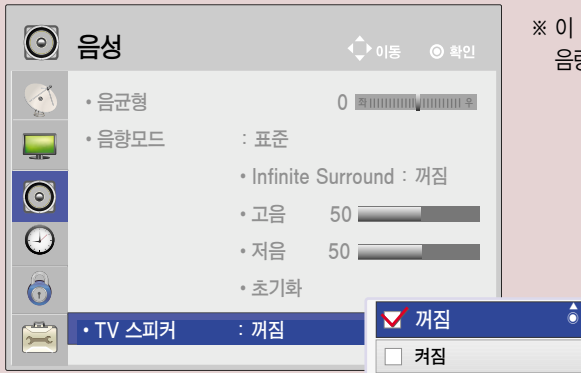 음성 이동 ◉ 확인
• 음균형 0 좌 우
• 음향모드 : 표준
• Infinite Surround : 꺼짐
• 고음 50
• 저음 50
• 초기화
• TV 스피커 : 꺼짐
꺼짐
켜짐
※ 이
음량